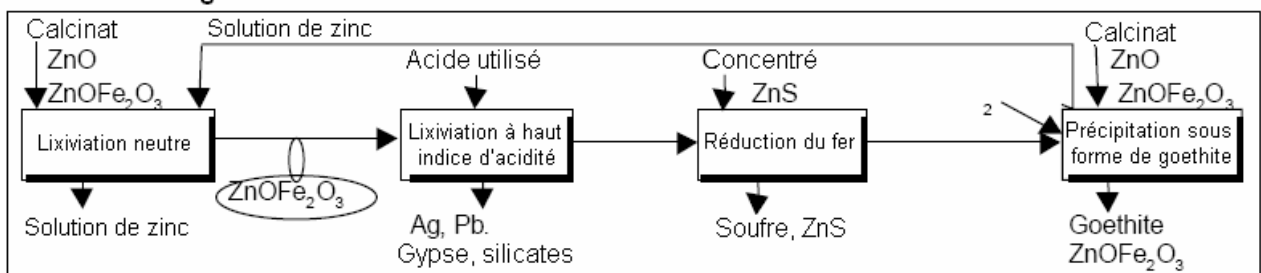 Calcinat
ZnO
ZnOFe2O3
Solution de zinc
Acide utilisé
Concentré
ZnS
Calcinat
ZnO
ZnOFe2O3
2
Lixiviation neutre
Lixiviation à haut
indice d'acidité
Réduction du fer
Précipitation sous
forme de goethite
ZnOFe2O3
Solution de zinc
Ag, Pb.
Gypse, silicates
Soufre, ZnS
Goethite
ZnOFe2O3